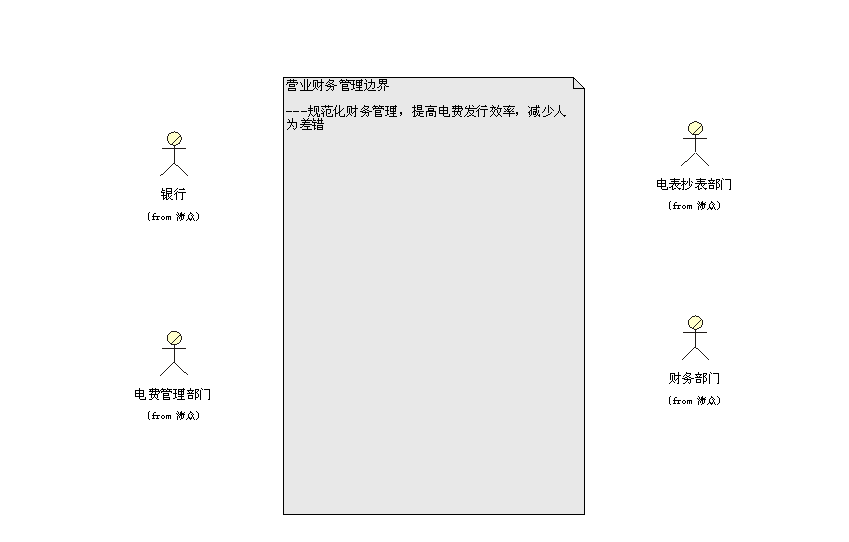 营业财务管理边界
---规范化财务管理，提高电费发行效率，减少人
为差错
银行
(from 涉众)
电表抄表部门
(from 涉众)
电费管理部门
(from 涉众)
财务部门
(from 涉众)